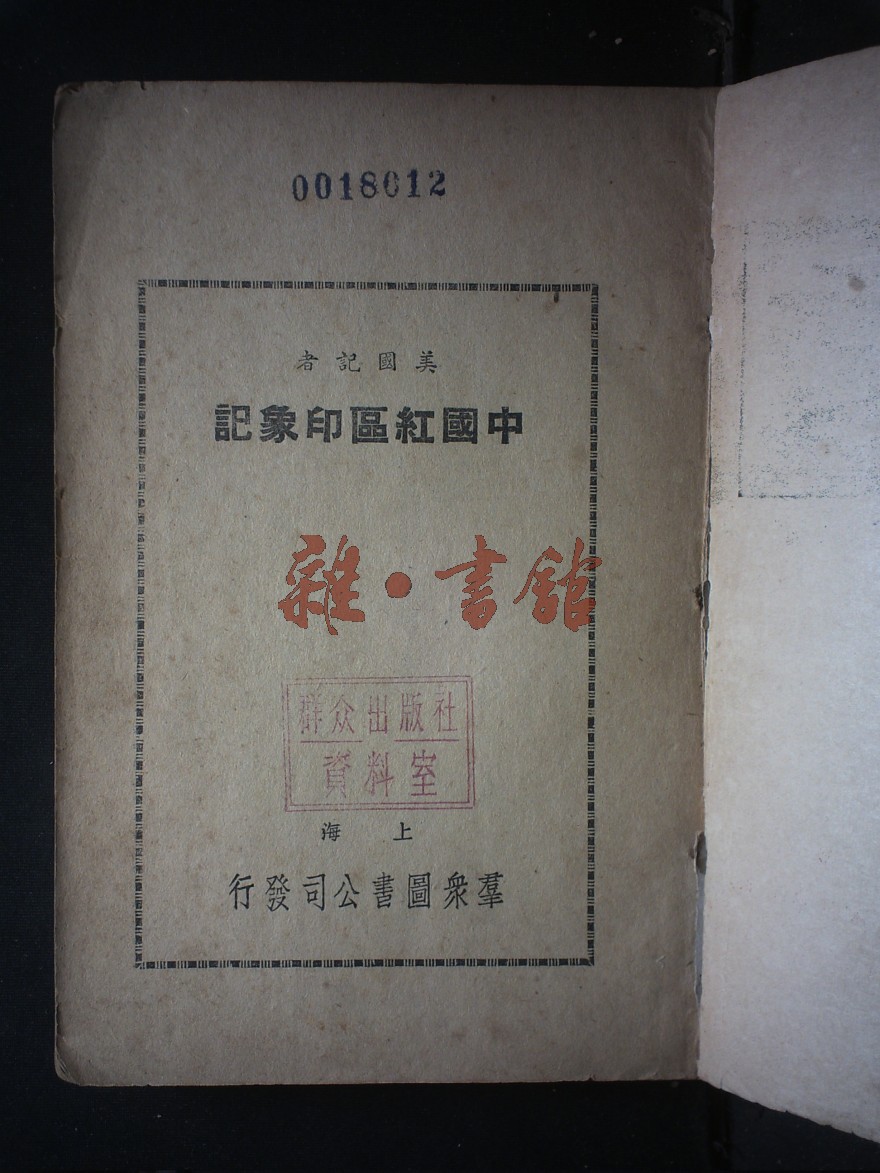 0018012
美國記者
中國紅區印象記
雜·書館
群众出版社
資料室
上海
羣衆圖書公司發行